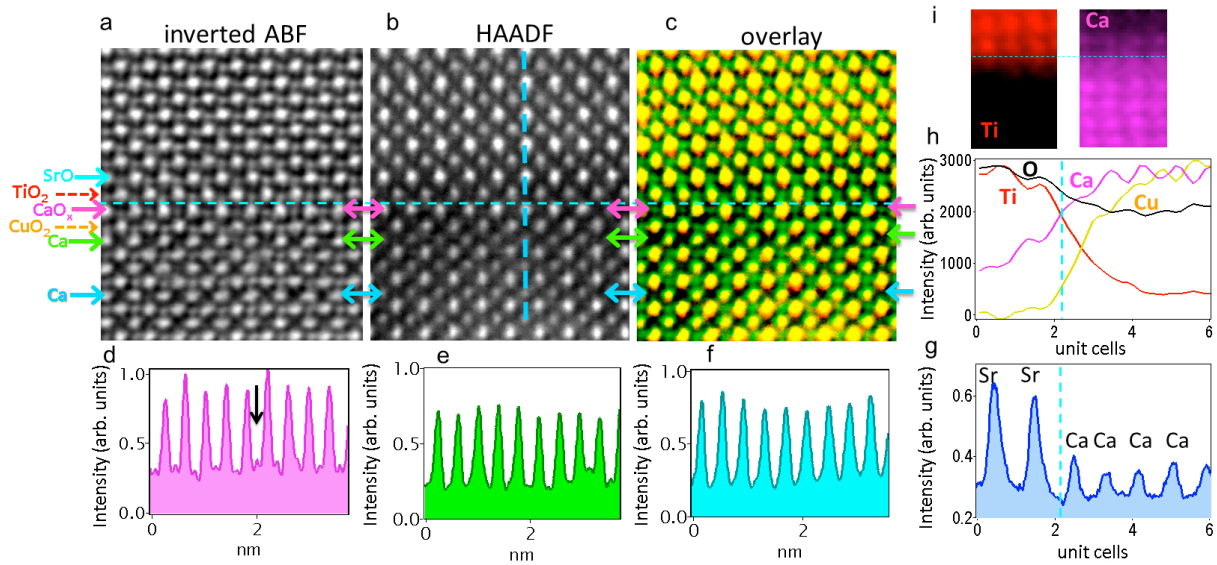 a
inverted ABF
b
HAADF
c
overlay
SrO
TiO₂
CaOₓ
CuO₂
Ca
Ca
d
Intensity (arb. units)
1.0
0.5
0.0
0
2
nm
e
Intensity (arb. units)
1.0
0.5
0.0
0
2
nm
f
Intensity (arb. units)
1.0
0.5
0.0
0
2
nm
i
Ti
Ca
h
Intensity (arb. units)
3000
2000
1000
0
O
Ti
Ca
Cu
0
2
4
6
unit cells
g
Intensity (arb. units)
0.6
0.4
0.2
Sr
Sr
Ca
Ca
Ca
Ca
0
2
4
6
unit cells